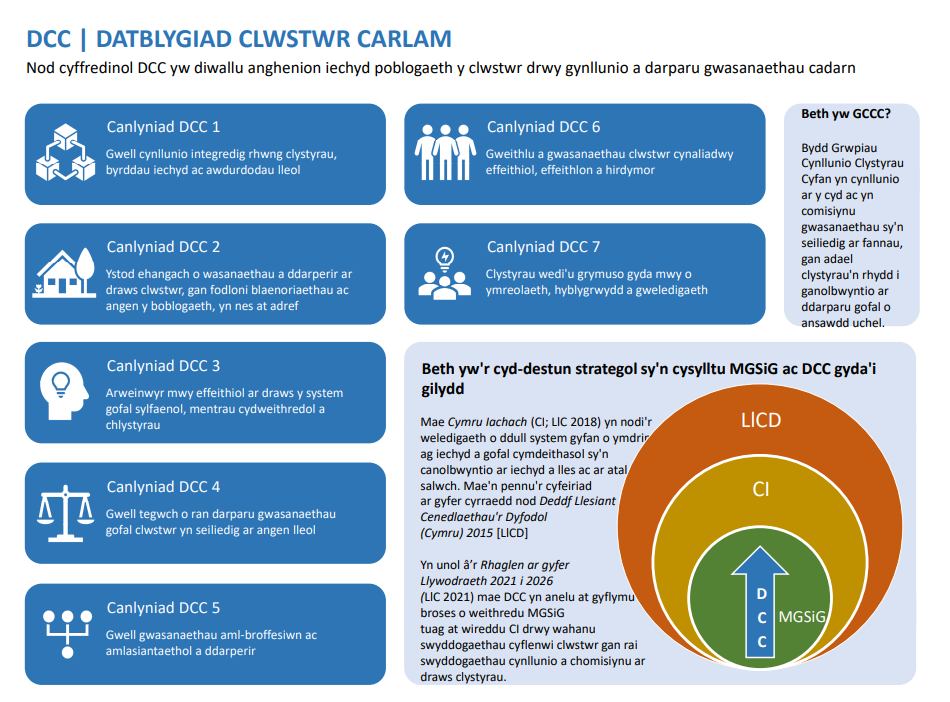 DCC | DATBLYGIAD CLWSTWR CARLAM
Nod cyffredinol DCC yw diwallu anghenion iechyd poblogaeth y clwstwr drwy gynllunio a darparu gwasanaethau cadarn
Canlyniad DCC 1
Gwell cynllunio integredig rhwng clystyrau,
byrddau iechyd ac awdurdodau lleol
Canlyniad DCC 2
Ystod ehangach o wasanaethau a ddarperir ar
draws clwstwr, gan fodloni blaenoriaethau ac
angen y boblogaeth, yn nes at adref
Canlyniad DCC 3
Arweinwyr mwy effeithiol ar draws y system
gofal sylfaenol, mentrau cydweithredol a
chlystyrau
Canlyniad DCC 4
Gwell tegwch o ran darparu gwasanaethau
gofal clwstwr yn seiliedig ar angen lleol
Canlyniad DCC 5
Gwell gwasanaethau aml-broffesiwn ac
amlasiantaethol a ddarperir
Canlyniad DCC 6
Gweithlu a gwasanaethau clwstwr cynaliadwy
effeithiol, effeithlon a hirdymor
Canlyniad DCC 7
Clystyrau wedi'u grymuso gyda mwy o
ymreolaeth, hyblygrwydd a gweledigaeth
Beth yw GCCC?
Bydd Grwpiau
Cynllunio Clystyrau
Cyfan yn cynllunio
ar y cyd ac yn
comisiynu
gwasanaethau sy'n
seiliedig ar fannau,
gan adael
clystyrau'n rhydd i
ganolbwyntio ar
ddarparu gofal o
ansawdd uchel.
Beth yw'r cyd-destun strategol sy'n cysylltu MGSiG ac DCC gyda'i
gilydd
Mae Cymru Iachach (CI; LlC 2018) yn nodi'r
weledigaeth o ddull system gyfan o ymdrin
ag iechyd a gofal cymdeithasol sy'n
canolbwyntio ar iechyd a lles ac ar atal
salwch. Mae'n pennu'r cyfeiriad
ar gyfer cyrraedd nod Deddf Llesiant
Cenedlaethau'r Dyfodol
(Cymru) 2015 [LlCD]
Yn unol â'r Rhaglen ar gyfer
Llywodraeth 2021 i 2026
(LlC 2021) mae DCC yn anelu at gyflymu
broses o weithredu MGSiG
tuag at wireddu CI drwy wahanu
swyddogaethau cyflenwi clwstwr gan rai
swyddogaethau cynllunio a chomisiynu ar
draws clystyrau.
LlCD
CI
D
C
C
MGSiG